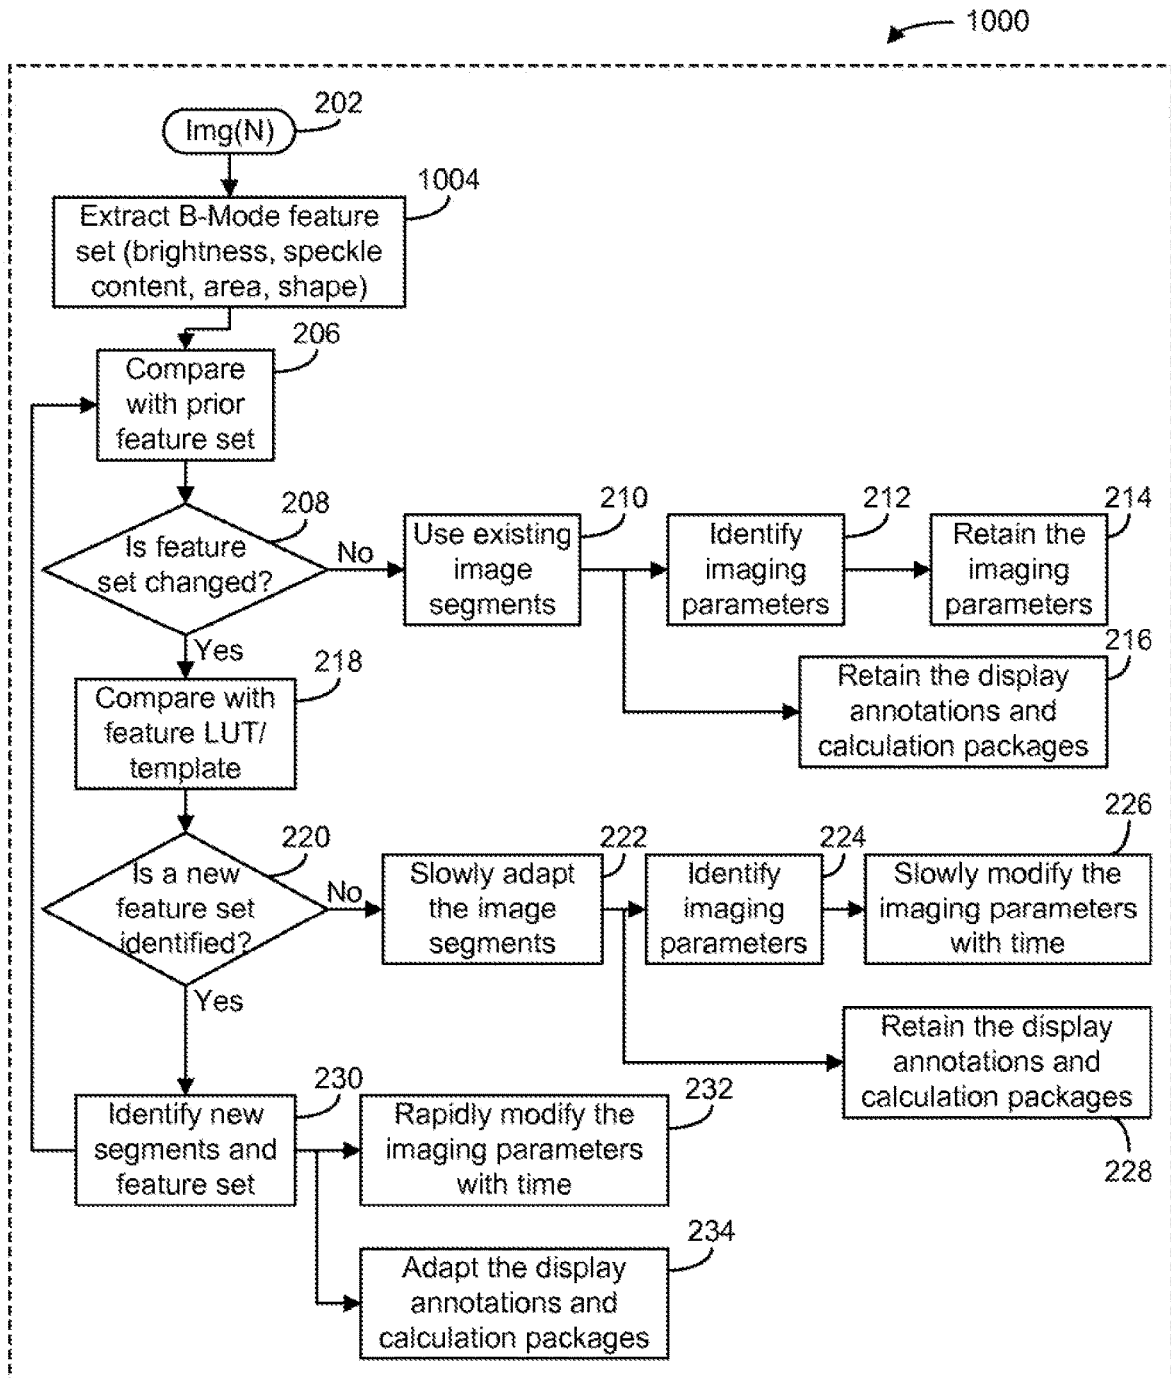 1000
Img(N)
202
Extract B-Mode feature
set (brightness, speckle
content, area, shape)
1004
Compare
with prior
feature set
206
Is feature
set changed?
208
No
Use existing
image
segments
210
Identify
imaging
parameters
212
Retain the
imaging
parameters
214
Retain the display
annotations and
calculation packages
216
Yes
Compare with
feature LUT/
template
218
Is a new
feature set
identified?
220
No
Slowly adapt
the image
segments
222
Identify
imaging
parameters
224
Slowly modify the
imaging parameters
with time
226
Retain the display
annotations and
calculation packages
228
Yes
Identify new
segments and
feature set
230
Rapidly modify the
imaging parameters
with time
232
Adapt the display
annotations and
calculation packages
234